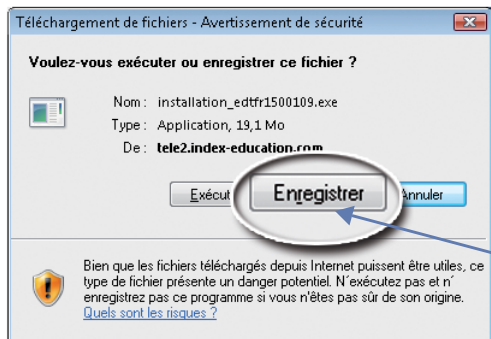 Téléchargement de fichiers - Avertissement de sécurité
Voulez-vous exécuter ou enregistrer ce fichier ?
Nom : installation_edtfr1500109.exe
Type : Application, 19,1 Mo
De : tele2.index-education.com
Exécut Enregistrer Annuler
Bien que les fichiers téléchargés depuis Internet puissent être utiles, ce
type de fichier présente un danger potentiel. N'exécutez pas et n'
enregistrez pas ce programme si vous n'êtes pas sûr de son origine.
Quels sont les risques ?